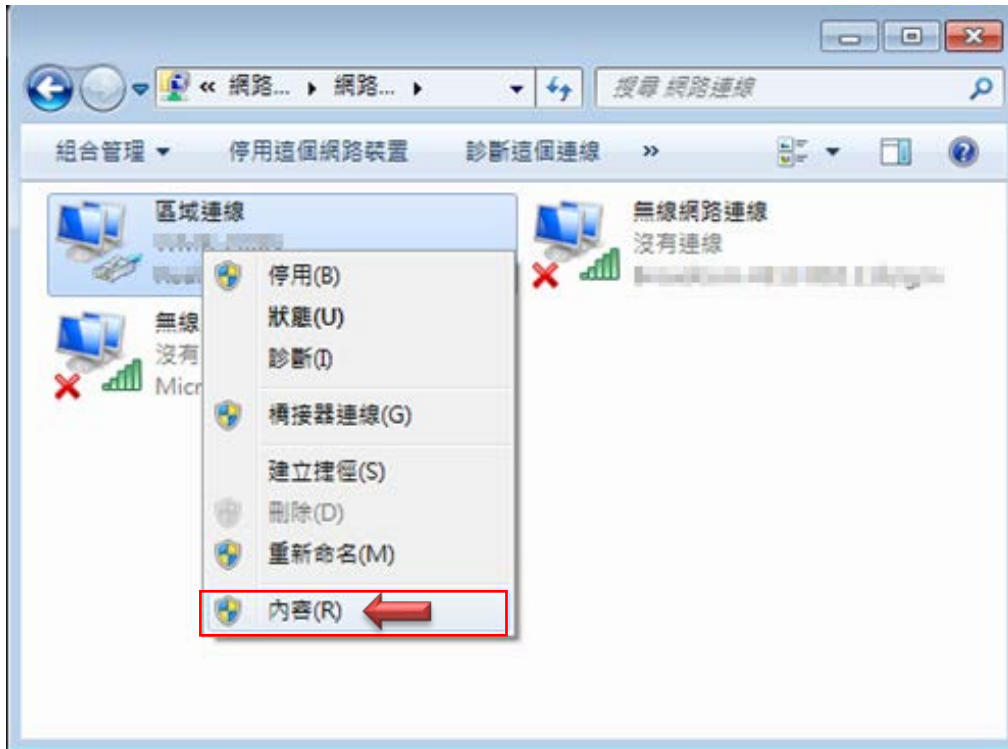 « 網路... ▸ 網路... ▸
搜尋 網路連線
組合管理 停用這個網路裝置 診斷這個連線 »
區域連線
無線網路連線
沒有連線
無線
沒有
Micr
停用(B)
狀態(U)
診斷(I)
橋接器連線(G)
建立捷徑(S)
刪除(D)
重新命名(M)
內容(R)